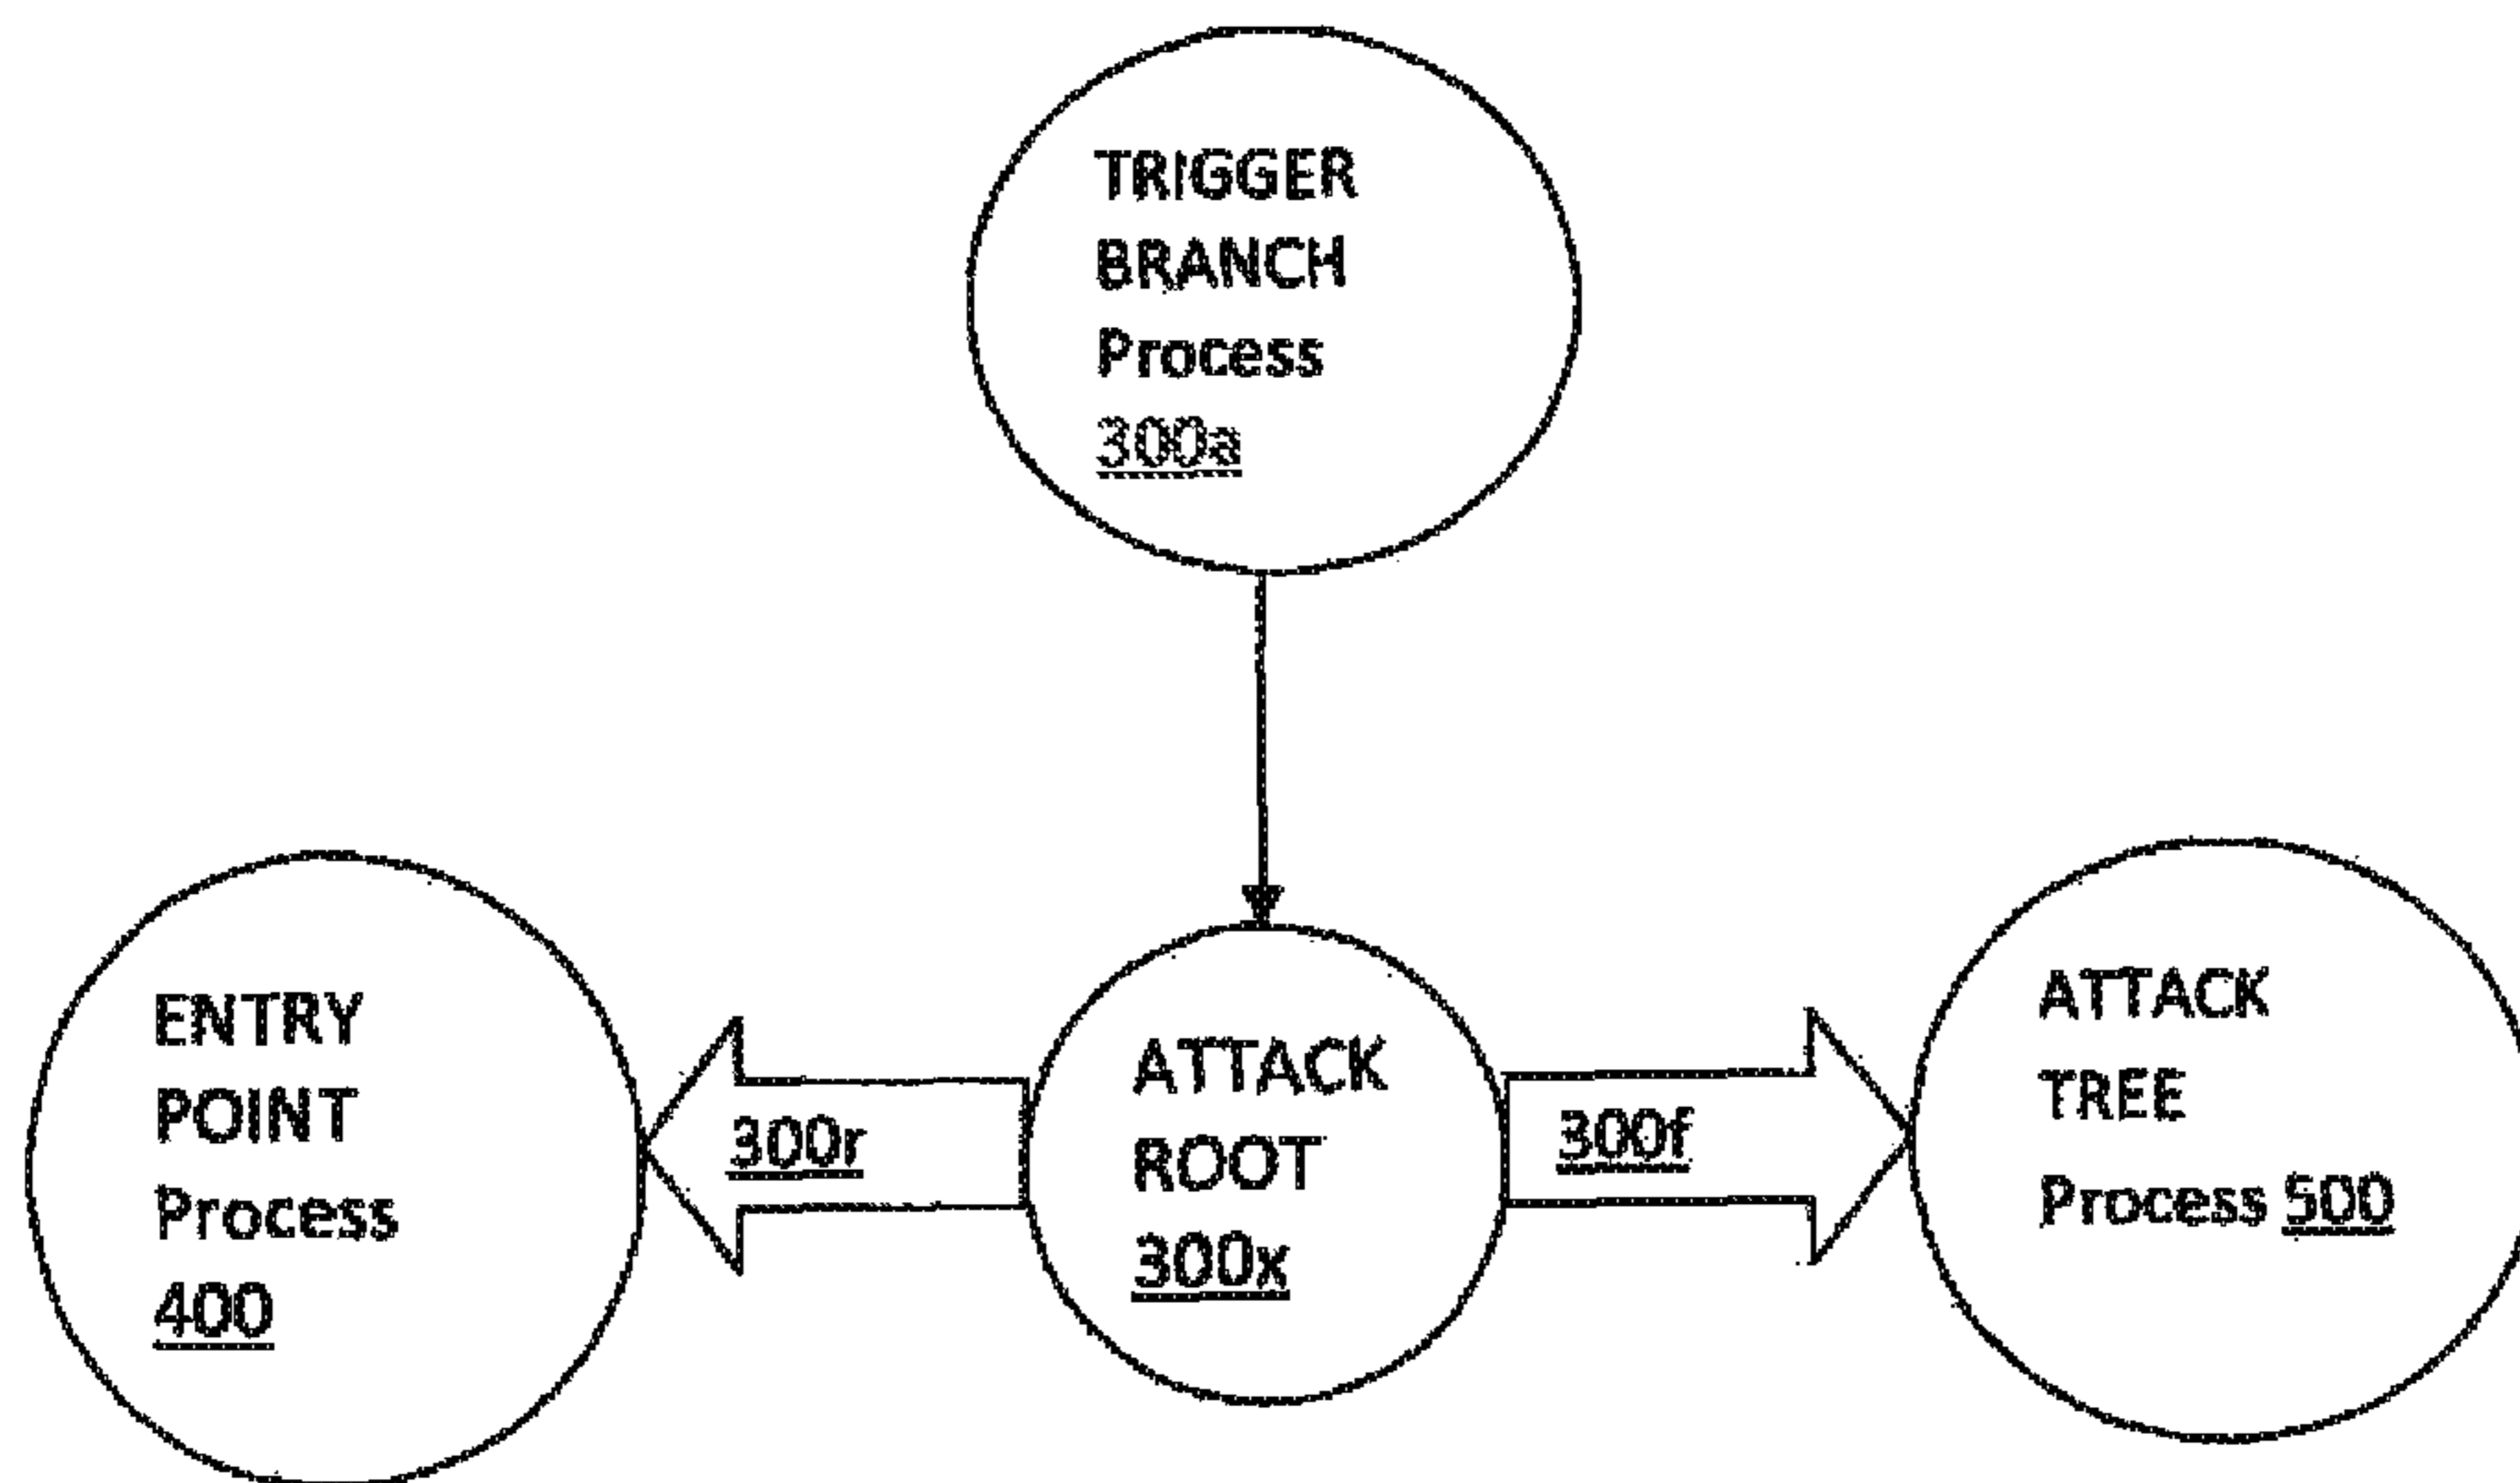 TRIGGER
BRANCH
Process
300a
ENTRY
POINT
Process
400
300r
ATTACK
ROOT
300x
300f
ATTACK
TREE
Process 500